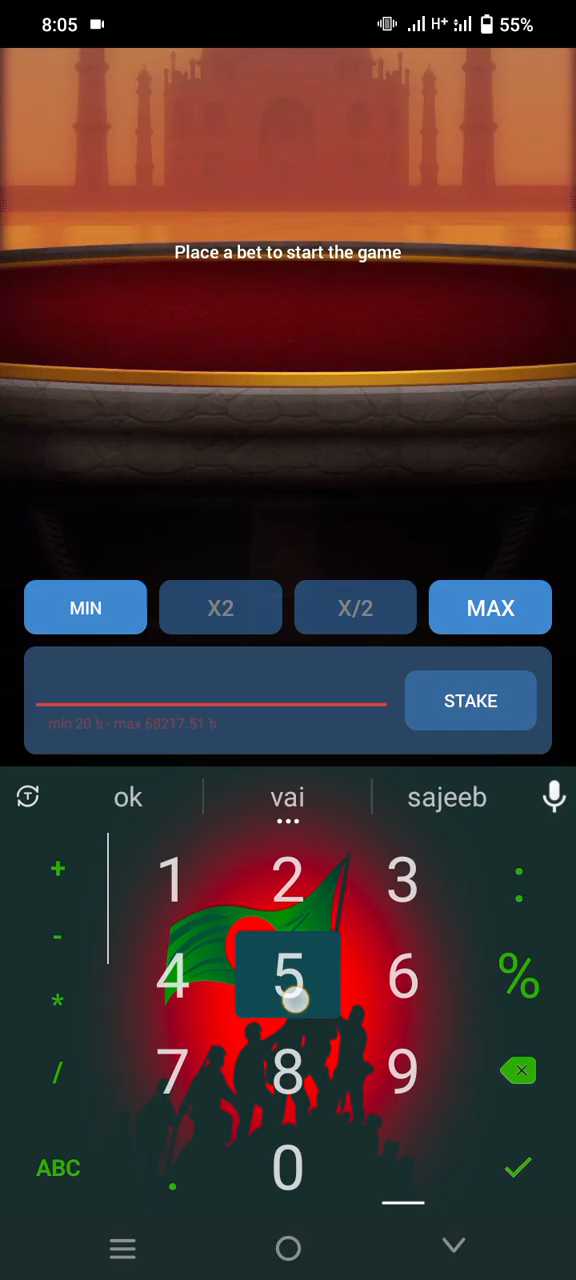 8:05 H+ 55%
Place a bet to start the game
MIN X2 X/2 MAX
STAKE
min 20 ৳ - max 68217.51 ৳
ok vai sajeeb
+ 1 2 3 :
- 4 5 6 %
*
/ 7 8 9
ABC . 0